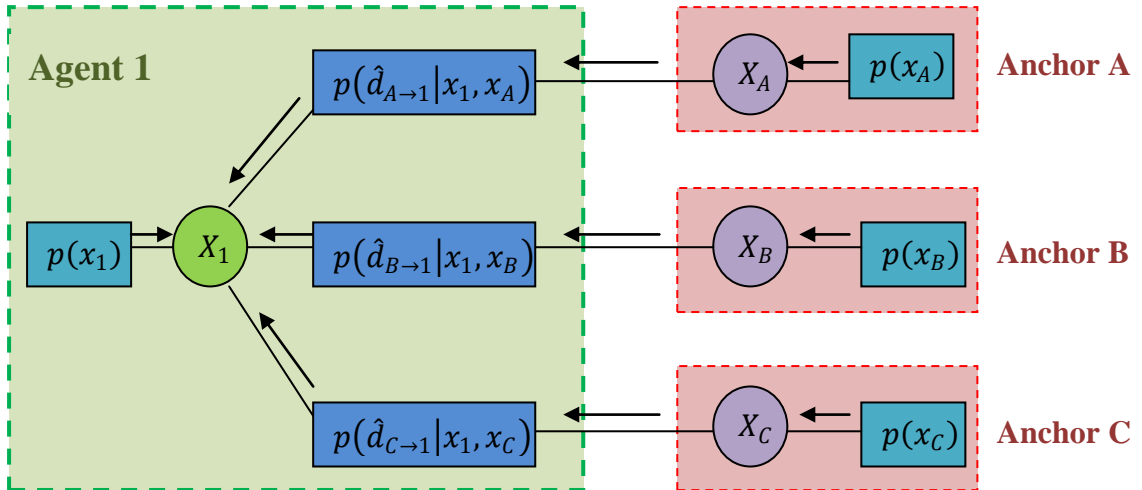 Agent 1
p(d̂_{A→1}|x_1, x_A)
X_A
p(x_A)
Anchor A
p(x_1)
X_1
p(d̂_{B→1}|x_1, x_B)
X_B
p(x_B)
Anchor B
p(d̂_{C→1}|x_1, x_C)
X_C
p(x_C)
Anchor C